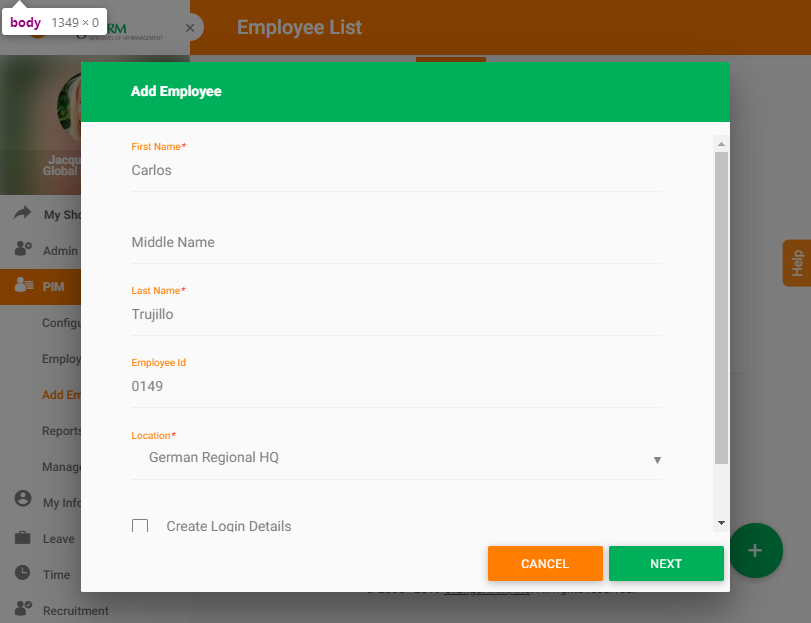 body 1349 × 0
RM
Employee List
Add Employee
First Name*
Carlos
Middle Name
Last Name*
Trujillo
Employee Id
0149
Location*
German Regional HQ
Create Login Details
CANCEL
NEXT
Jacqu
Global
My Sho
Admin
PIM
Configu
Employ
Add Em
Reports
Manag
My Info
Leave
Time
Recruitment
Help